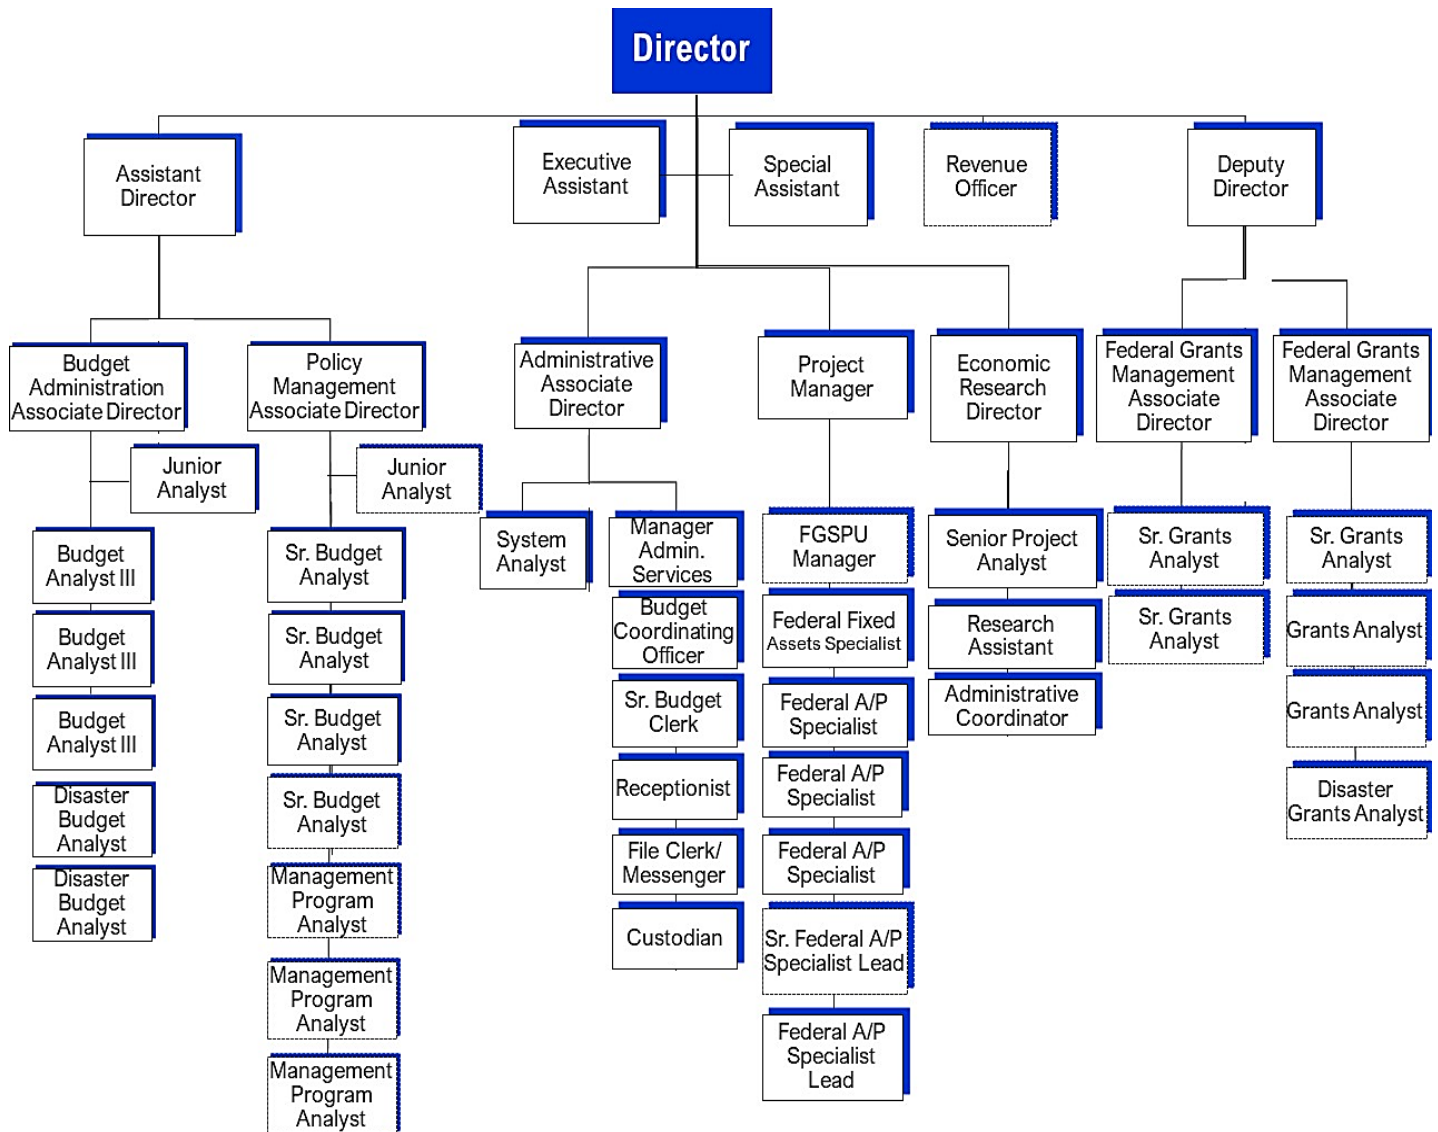 Director
Assistant
Director
Executive
Assistant
Special
Assistant
Revenue
Officer
Deputy
Director
Budget
Administration
Associate Director
Policy
Management
Associate Director
Administrative
Associate
Director
Project
Manager
Economic
Research
Director
Federal Grants
Management
Associate
Director
Federal Grants
Management
Associate
Director
Junior
Analyst
Budget
Analyst III
Budget
Analyst III
Budget
Analyst III
Disaster
Budget
Analyst
Disaster
Budget
Analyst
Junior
Analyst
Sr. Budget
Analyst
Sr. Budget
Analyst
Sr. Budget
Analyst
Sr. Budget
Analyst
Management
Program
Analyst
Management
Program
Analyst
Management
Program
Analyst
System
Analyst
Manager
Admin.
Services
Budget
Coordinating
Officer
Sr. Budget
Clerk
Receptionist
File Clerk/
Messenger
Custodian
FGSPU
Manager
Federal Fixed
Assets Specialist
Federal A/P
Specialist
Federal A/P
Specialist
Federal A/P
Specialist
Sr. Federal A/P
Specialist Lead
Federal A/P
Specialist
Lead
Senior Project
Analyst
Research
Assistant
Administrative
Coordinator
Sr. Grants
Analyst
Sr. Grants
Analyst
Sr. Grants
Analyst
Grants Analyst
Grants Analyst
Disaster
Grants Analyst